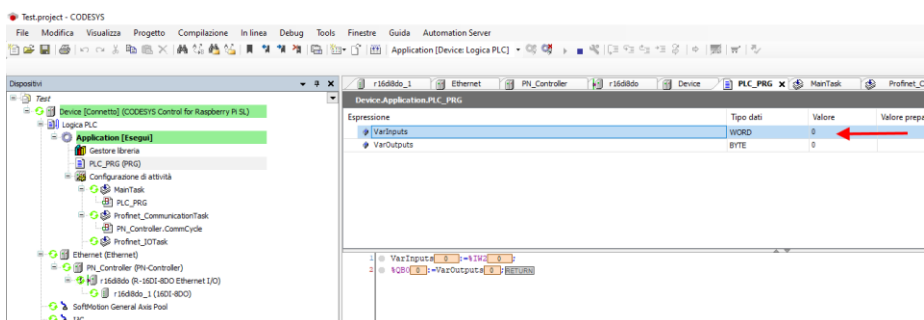 Test.project - CODESYS
File Modifica Visualizza Progetto Compilazione In linea Debug Tools Finestre Guida Automation Server
Application [Device: Logica PLC]
Dispositivi
r16di8do_1 Ethernet PN_Controller r16di8do Device PLC_PRG MainTask Profinet_C
Test
Device [Connetto] (CODESYS Control for Raspberry Pi SL)
Logica PLC
Application [Esegui]
Gestore libreria
PLC_PRG (PRG)
Configurazione di attività
MainTask
PLC_PRG
Profinet_CommunicationTask
PN_Controller.CommCycle
Profinet_IOTask
Ethernet (Ethernet)
PN_Controller (PN-Controller)
r16di8do (R-16DI-8DO Ethernet I/O)
r16di8do_1 (16DI-8DO)
SoftMotion General Axis Pool
Device.Application.PLC_PRG
Espressione Tipo dati Valore Valore prepa
VarInputs WORD 0
VarOutputs BYTE 0
1 VarInputs 0 :=%IW2 0 ;
2 %QB0 0 :=VarOutputs 0 ; RETURN